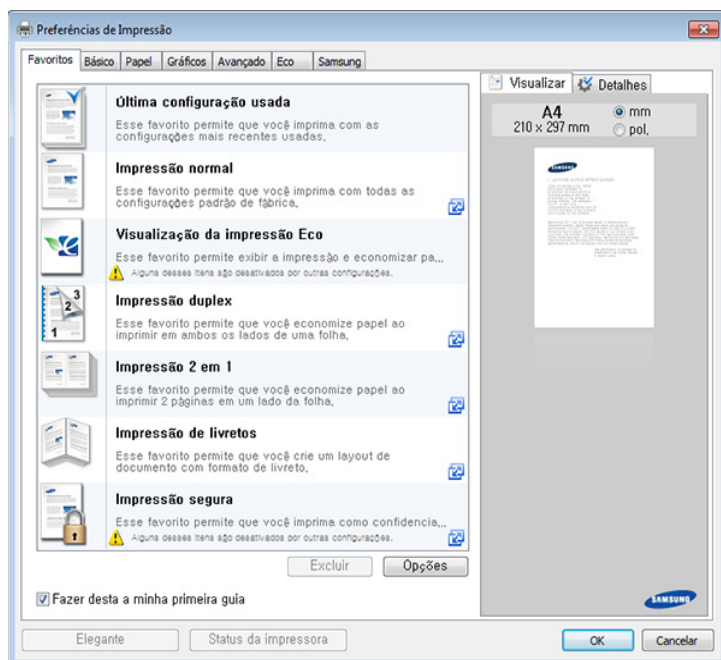 Preferências de Impressão
Favoritos Básico Papel Gráficos Avançado Eco Samsung
Última configuração usada
Esse favorito permite que você imprima com as
configurações mais recentes usadas.
Impressão normal
Esse favorito permite que você imprima com todas as
configurações padrão de fábrica.
Visualização da impressão Eco
Esse favorito permite exibir a impressão e economizar pa...
Alguns desses itens são desativados por outras configurações.
Impressão duplex
Esse favorito permite que você economize papel ao
imprimir em ambos os lados de uma folha.
Impressão 2 em 1
Esse favorito permite que você economize papel ao
imprimir 2 páginas em um lado da folha.
Impressão de livretos
Esse favorito permite que você crie um layout de
documento com formato de livreto.
Impressão segura
Esse favorito permite que você imprima como confidencia...
Alguns desses itens são desativados por outras configurações.
Excluir Opções
Fazer desta a minha primeira guia
Elegante Status da impressora
Visualizar Detalhes
A4 mm
210 x 297 mm pol.
SAMSUNG
SAMSUNG
OK Cancelar